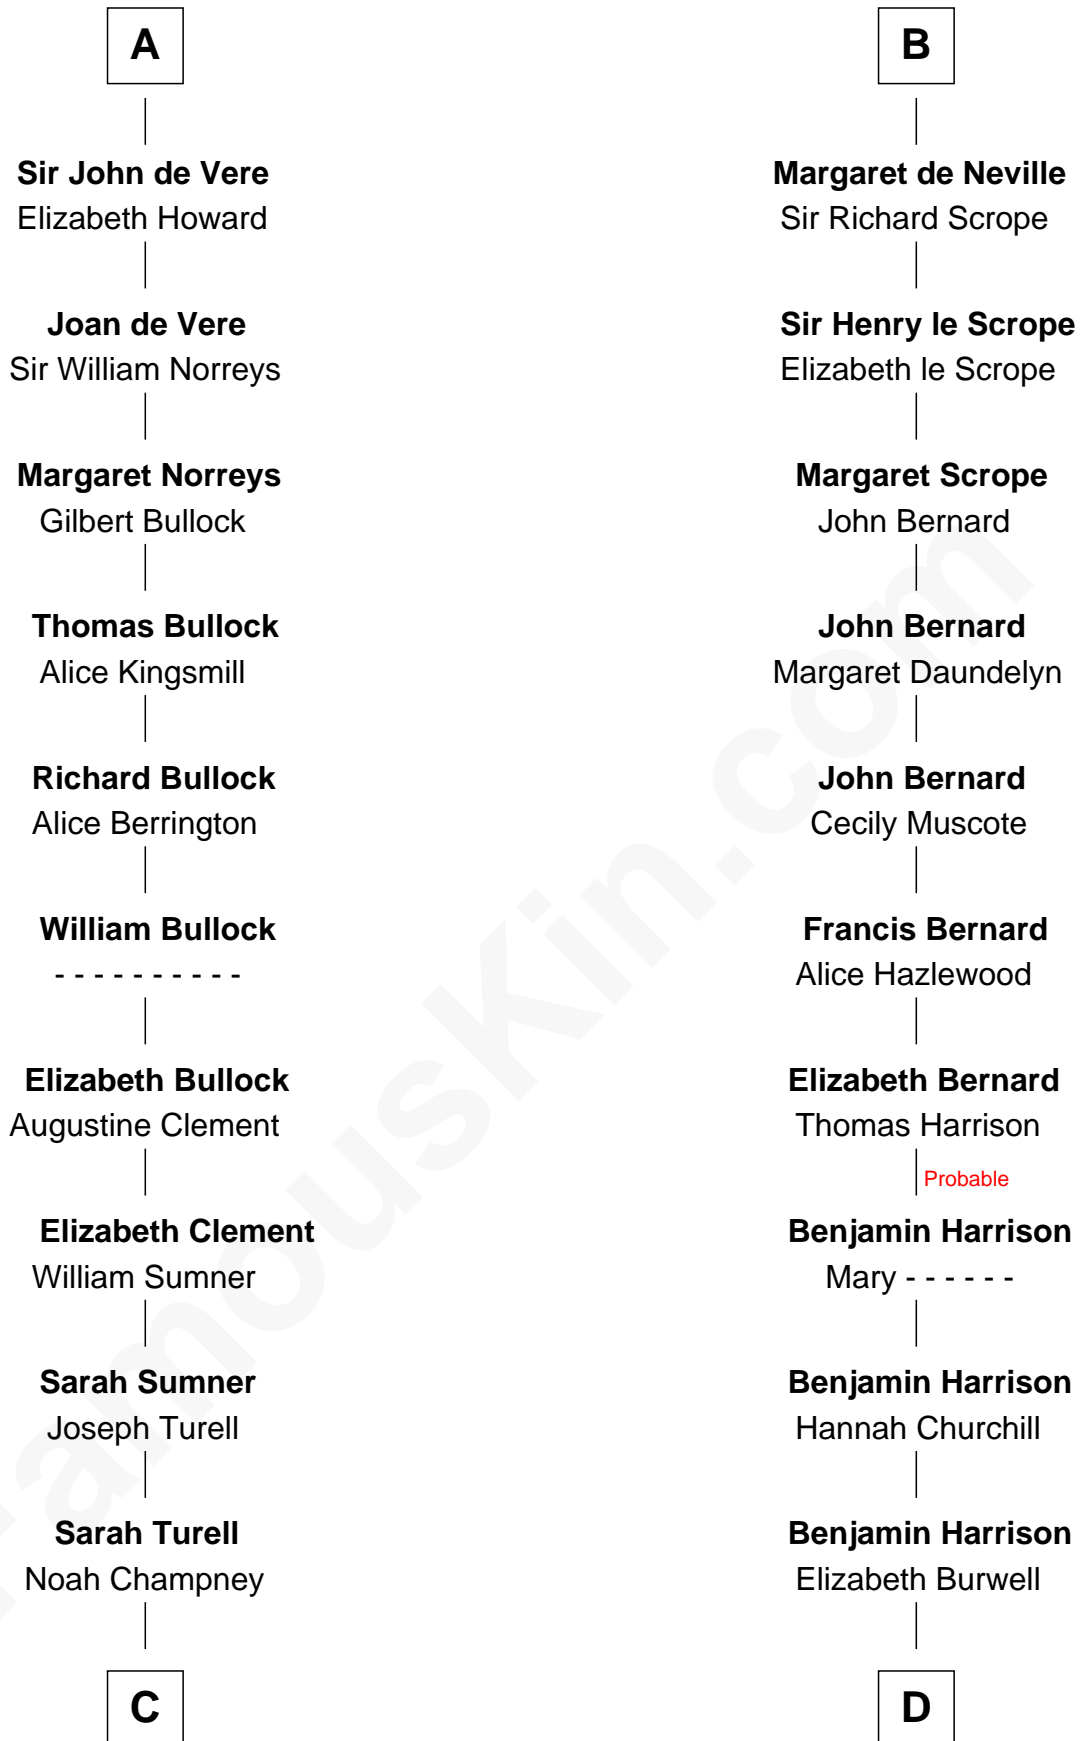 A
Sir John de Vere
Elizabeth Howard
Joan de Vere
Sir William Norreys
Margaret Norreys
Gilbert Bullock
Thomas Bullock
Alice Kingsmill
Richard Bullock
Alice Berrington
William Bullock
- - - - - - - - - -
Elizabeth Bullock
Augustine Clement
Elizabeth Clement
William Sumner
Sarah Sumner
Joseph Turell
Sarah Turell
Noah Champney
C
B
Margaret de Neville
Sir Richard Scrope
Sir Henry le Scrope
Elizabeth le Scrope
Margaret Scrope
John Bernard
John Bernard
Margaret Daundelyn
John Bernard
Cecily Muscote
Francis Bernard
Alice Hazlewood
Elizabeth Bernard
Thomas Harrison
Probable
Benjamin Harrison
Mary - - - - - -
Benjamin Harrison
Hannah Churchill
Benjamin Harrison
Elizabeth Burwell
D
FamousKin.com